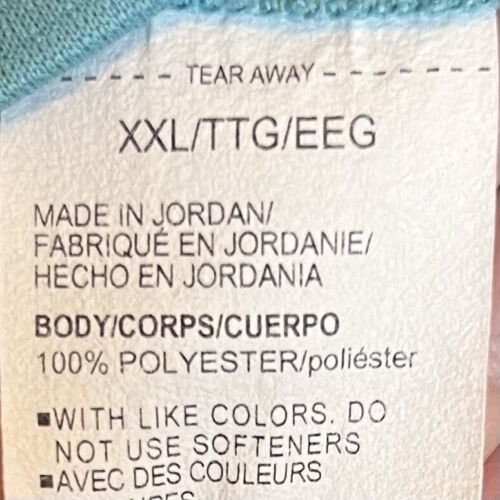 ----- TEAR AWAY -------
XXL/TTG/EEG
MADE IN JORDAN/
FABRIQUÉ EN JORDANIE/
HECHO EN JORDANIA
BODY/CORPS/CUERPO
100% POLYESTER/poliéster
▪WITH LIKE COLORS. DO
NOT USE SOFTENERS
▪AVEC DES COULEURS